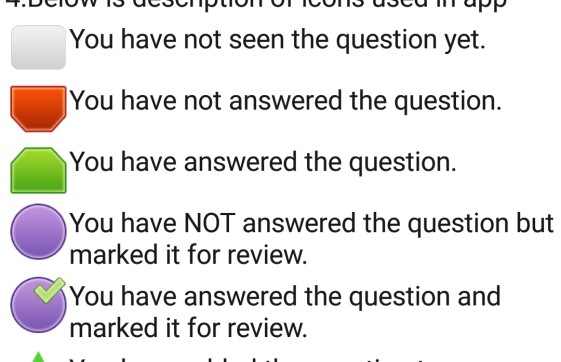 4.Below is description of icons used in app
You have not seen the question yet.
You have not answered the question.
You have answered the question.
You have NOT answered the question but
marked it for review.
You have answered the question and
marked it for review.